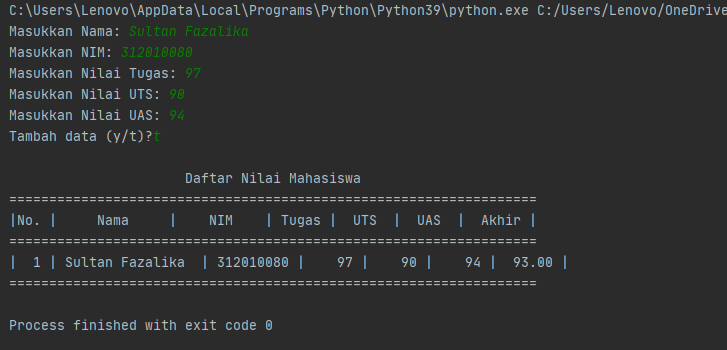 C:\Users\Lenovo\AppData\Local\Programs\Python\Python39\python.exe C:/Users/Lenovo/OneDrive
Masukkan Nama: Sultan Fazalika
Masukkan NIM: 312010080
Masukkan Nilai Tugas: 97
Masukkan Nilai UTS: 90
Masukkan Nilai UAS: 94
Tambah data (y/t)?t
                      Daftar Nilai Mahasiswa
==================================================================
|No. |     Nama     |    NIM    | Tugas |  UTS  |  UAS  |  Akhir |
==================================================================
|  1 | Sultan Fazalika  | 312010080 |    97 |    90 |    94 |  93.00 |
==================================================================
Process finished with exit code 0